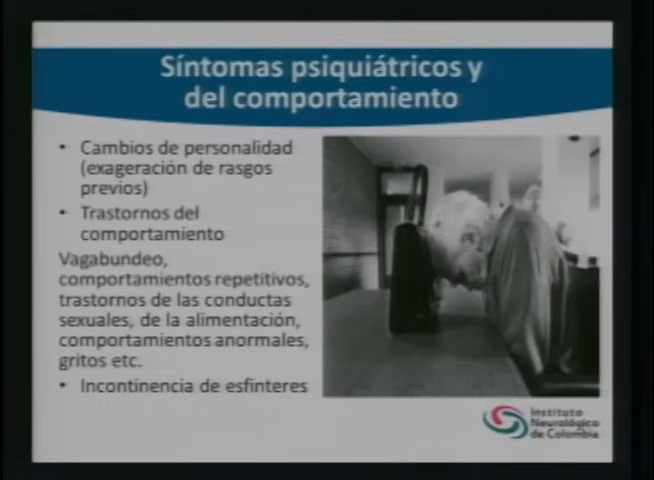 Síntomas psiquiátricos y
del comportamiento
• Cambios de personalidad
(exageración de rasgos
previos)
• Trastornos del
comportamiento
Vagabundeo,
comportamientos repetitivos,
trastornos de las conductas
sexuales, de la alimentación,
comportamientos anormales,
gritos etc.
• Incontinencia de esfínteres
Instituto
Neurológico
de Colombia